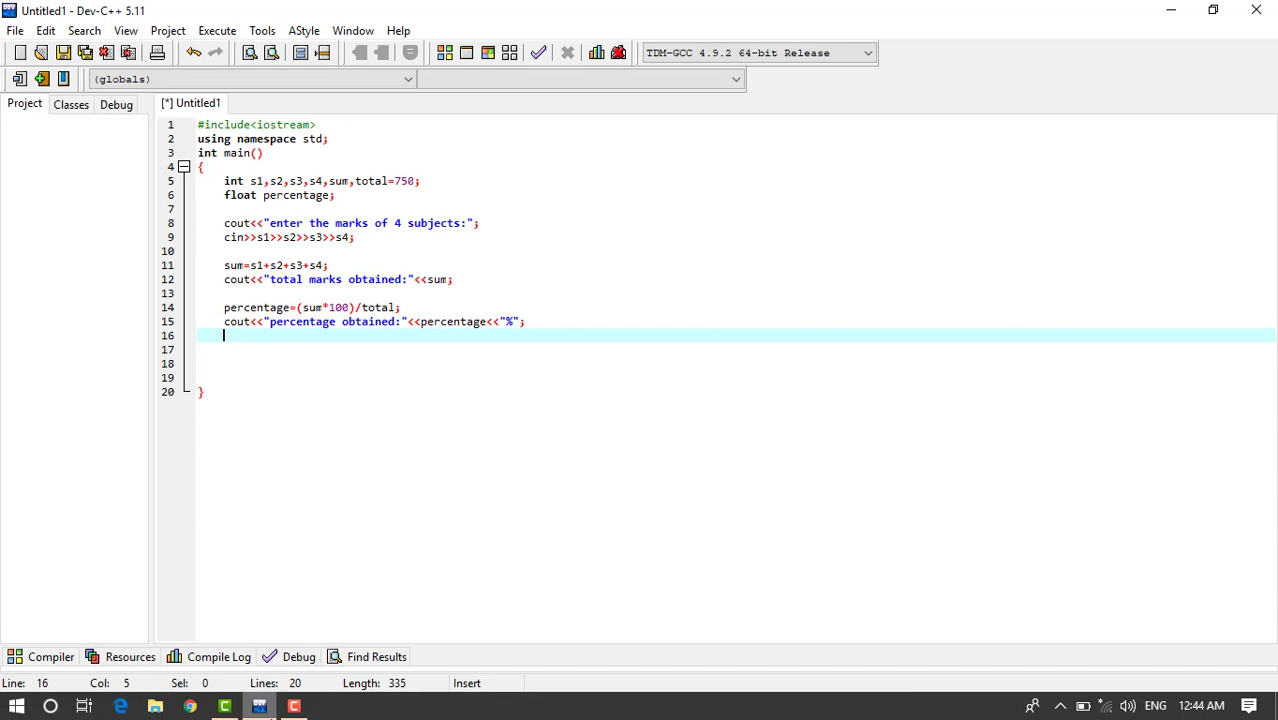 Untitled1 - Dev-C++ 5.11
File Edit Search View Project Execute Tools AStyle Window Help
TDM-GCC 4.9.2 64-bit Release
(globals)
Project Classes Debug [*] Untitled1
1 #include<iostream>
2 using namespace std;
3 int main()
4 {
5 int s1,s2,s3,s4,sum,total=750;
6 float percentage;
7
8 cout<<"enter the marks of 4 subjects:";
9 cin>>s1>>s2>>s3>>s4;
10
11 sum=s1+s2+s3+s4;
12 cout<<"total marks obtained:"<<sum;
13
14 percentage=(sum*100)/total;
15 cout<<"percentage obtained:"<<percentage<<"%";
16
17
18
19
20 }
Compiler Resources Compile Log Debug Find Results
Line: 16 Col: 5 Sel: 0 Lines: 20 Length: 335 Insert
DEV ENG 12:44 AM